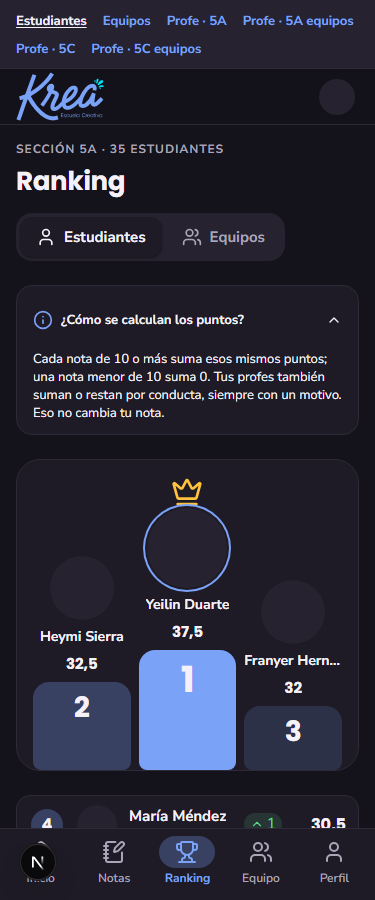 Estudiantes Equipos Profe · 5A Profe · 5A equipos
Profe · 5C Profe · 5C equipos
Krea
Escuela Creativa
SECCIÓN 5A · 35 ESTUDIANTES
Ranking
Estudiantes Equipos
¿Cómo se calculan los puntos?
Cada nota de 10 o más suma esos mismos puntos;
una nota menor de 10 suma 0. Tus profes también
suman o restan por conducta, siempre con un motivo.
Eso no cambia tu nota.
Yeilin Duarte
37,5
1
Heymi Sierra
32,5
2
Franyer Hern...
32
3
4 María Méndez 1 30,5
N
Notas Ranking Equipo Perfil